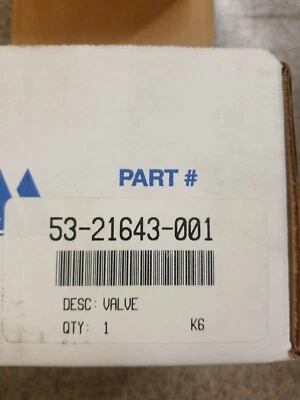 PART #
53-21643-001
DESC: VALVE
QTY: 1 K6